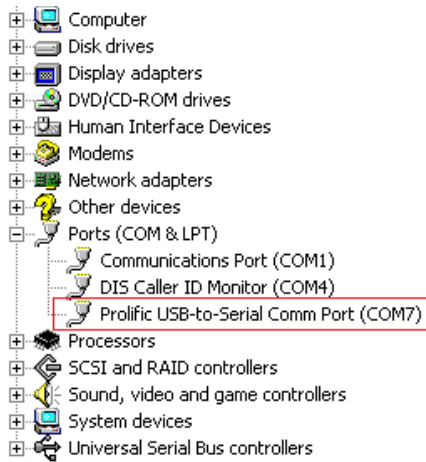 Computer
Disk drives
Display adapters
DVD/CD-ROM drives
Human Interface Devices
Modems
Network adapters
Other devices
Ports (COM & LPT)
Communications Port (COM1)
DIS Caller ID Monitor (COM4)
Prolific USB-to-Serial Comm Port (COM7)
Processors
SCSI and RAID controllers
Sound, video and game controllers
System devices
Universal Serial Bus controllers